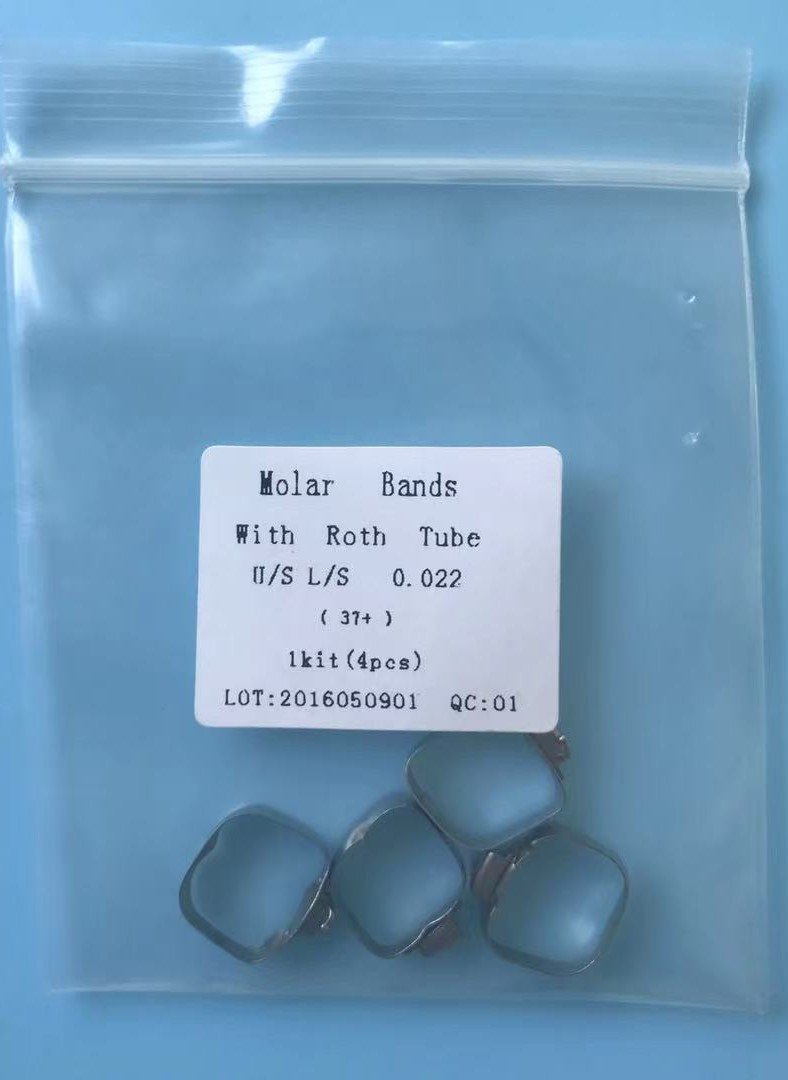 Molar Bands
With Roth Tube
U/S L/S 0.022
( 37+ )
1kit(4pcs)
LOT:2016050901 QC:01